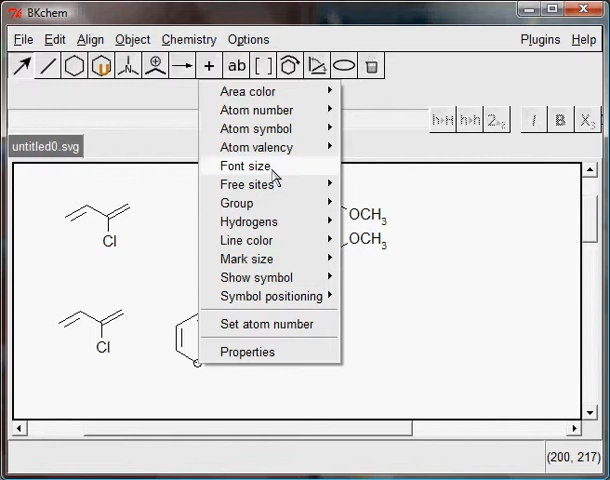 BKchem
File Edit Align Object Chemistry Options Plugins Help
+ ab [ ]
Area color
Atom number
Atom symbol
Atom valency
Font size
Free sites
Group
Hydrogens
Line color
Mark size
Show symbol
Symbol positioning
Set atom number
Properties
I B X₂
untitled0.svg
Cl
OCH₃
OCH₃
Cl
(200, 217)